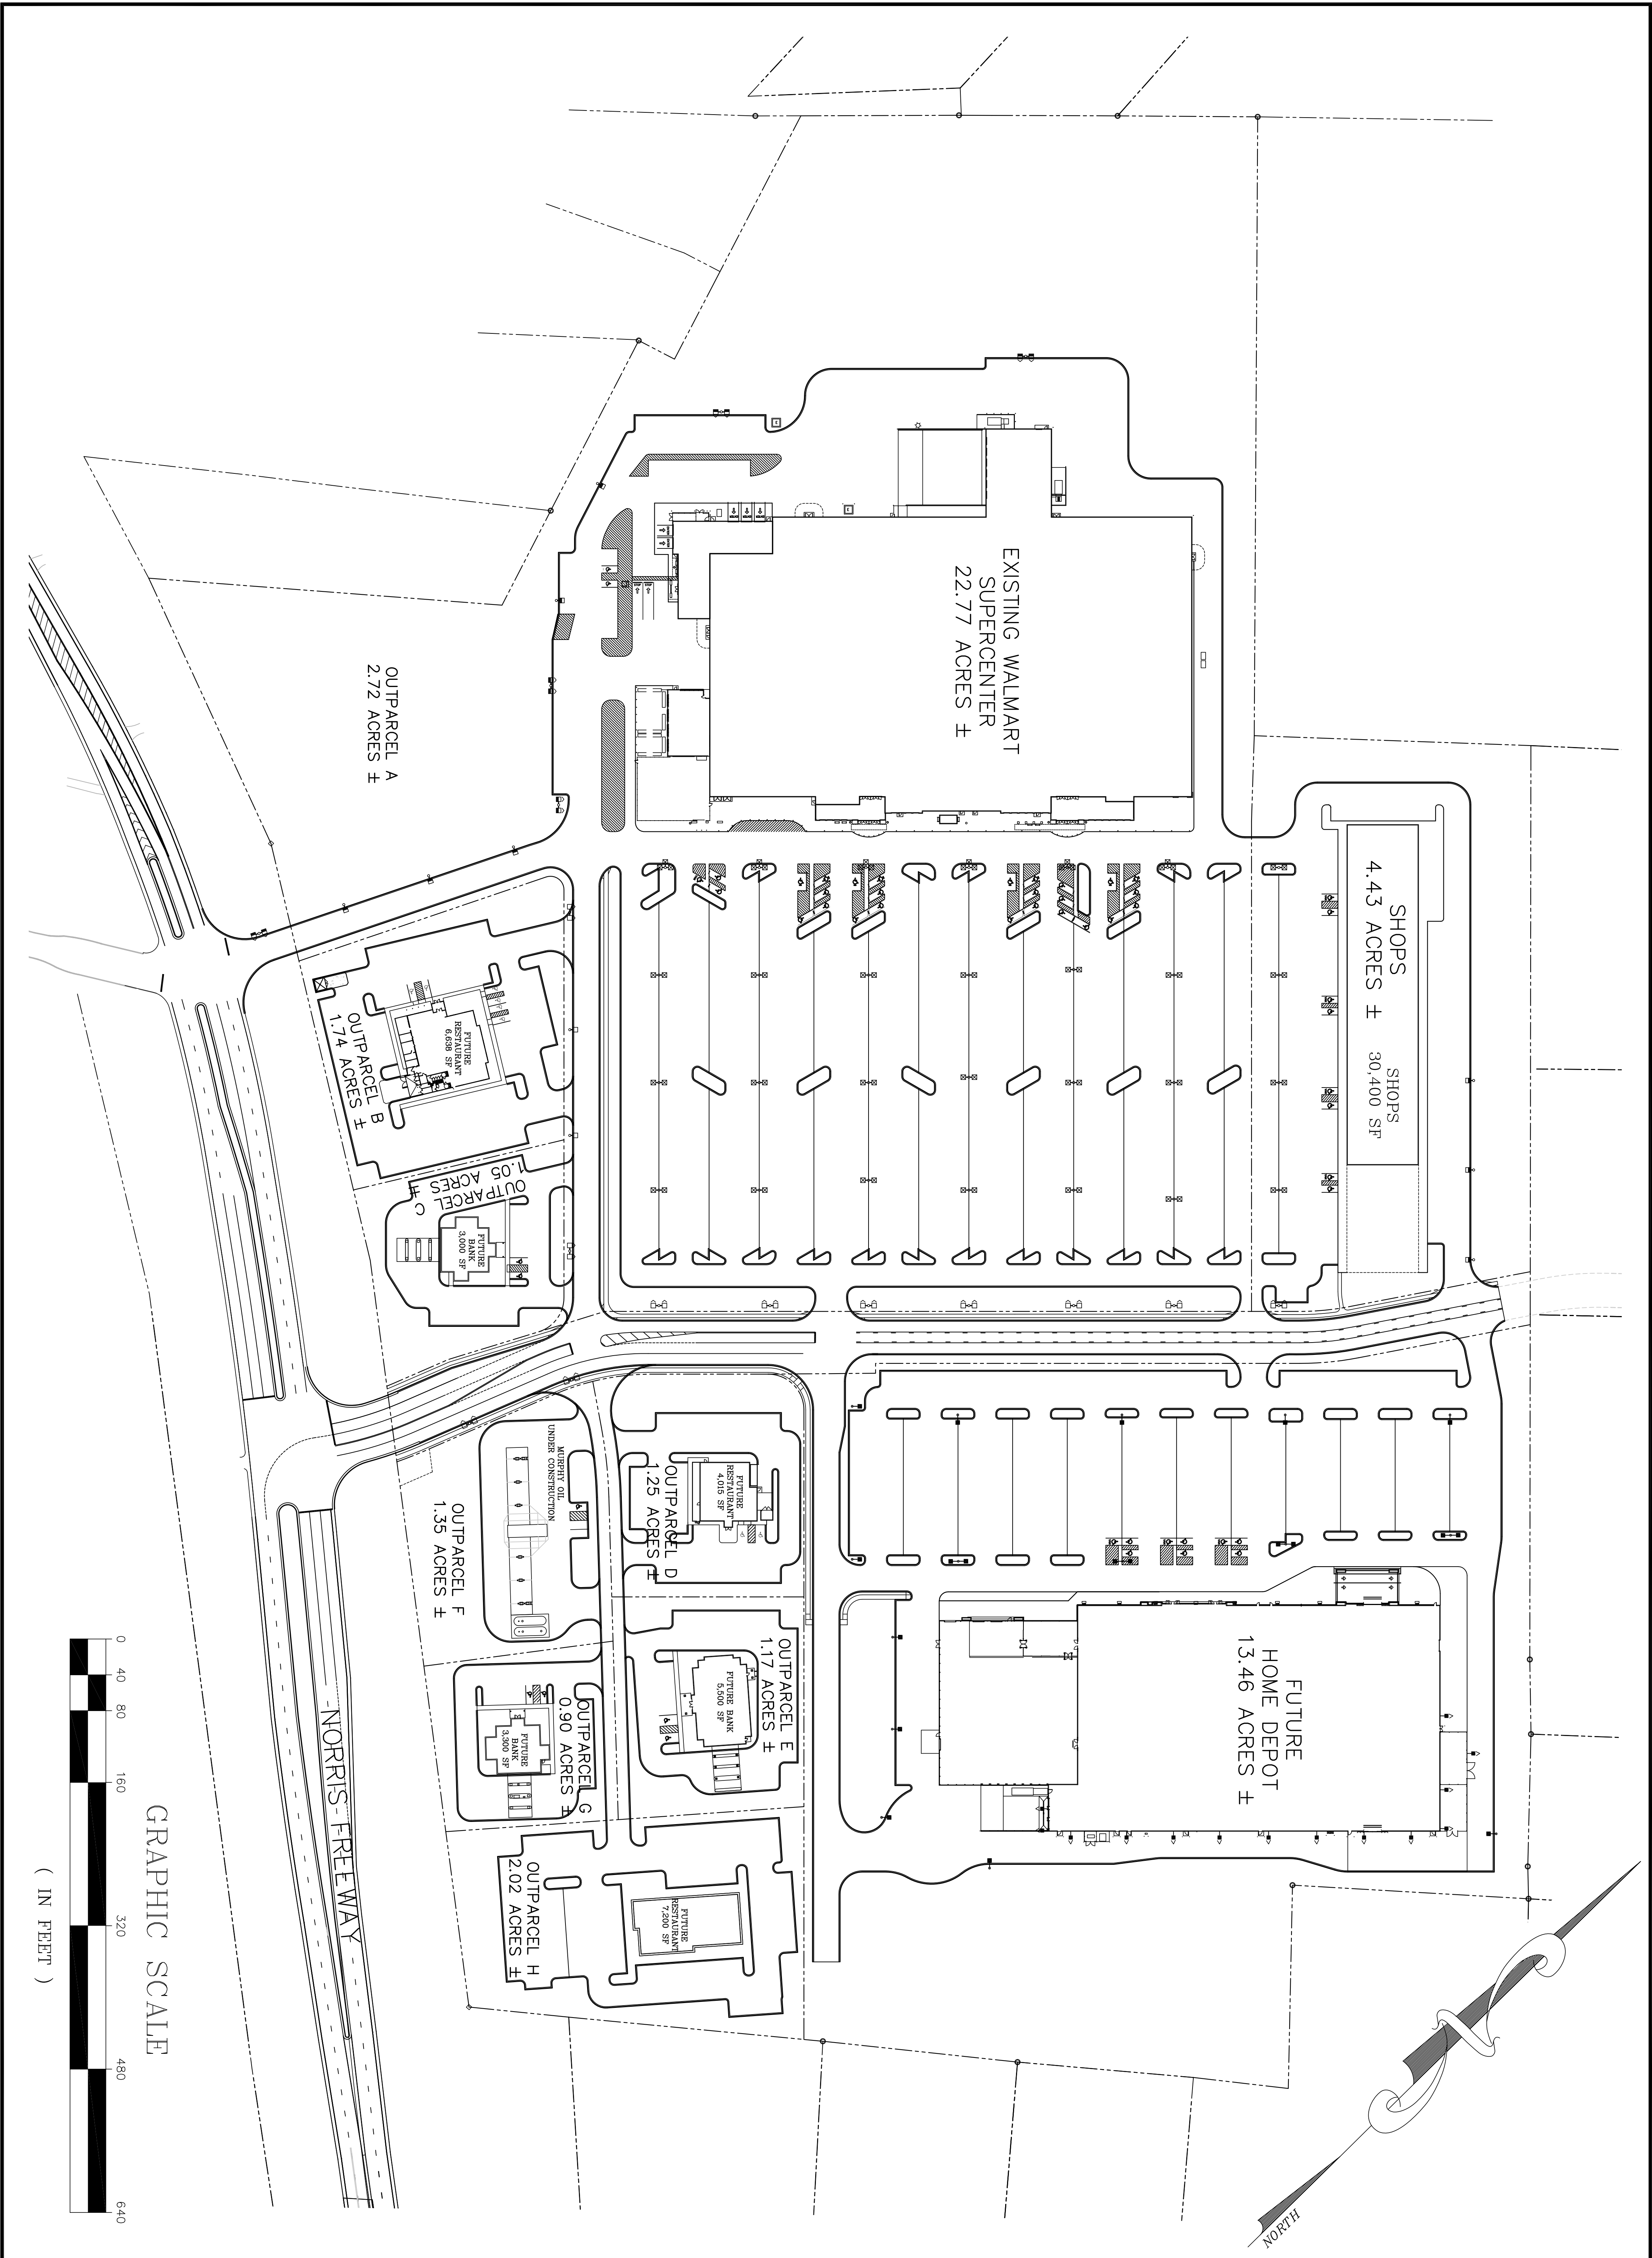 EXISTING WALMART
SUPERCENTER
22.77 ACRES ±
SHOPS
4.43 ACRES ±
SHOPS
30,400 SF
OUTPARCEL A
2.72 ACRES ±
FUTURE
RESTAURANT
6,638 SF
OUTPARCEL B
1.74 ACRES ±
OUTPARCEL C
1.05 ACRES ±
FUTURE
BANK
3,000 SF
MURPHY OIL
UNDER CONSTRUCTION
OUTPARCEL F
1.35 ACRES ±
FUTURE
RESTAURANT
4,015 SF
OUTPARCEL D
1.25 ACRES ±
OUTPARCEL E
1.17 ACRES ±
FUTURE BANK
5,500 SF
OUTPARCEL G
0.90 ACRES ±
FUTURE
BANK
3,300 SF
OUTPARCEL H
2.02 ACRES ±
FUTURE
RESTAURANT
7,200 SF
FUTURE
HOME DEPOT
13.46 ACRES ±
NORRIS FREEWAY
GRAPHIC SCALE
0 40 80 160 320 480 640
( IN FEET )
NORTH